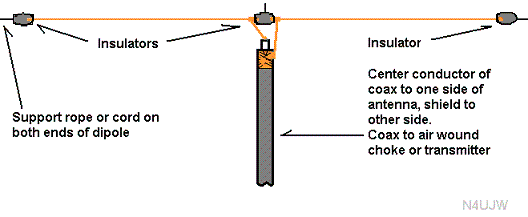 Insulators
Insulator
Center conductor of
coax to one side of
antenna, shield to
other side.
Coax to air wound
choke or transmitter
Support rope or cord on
both ends of dipole
N4UJW